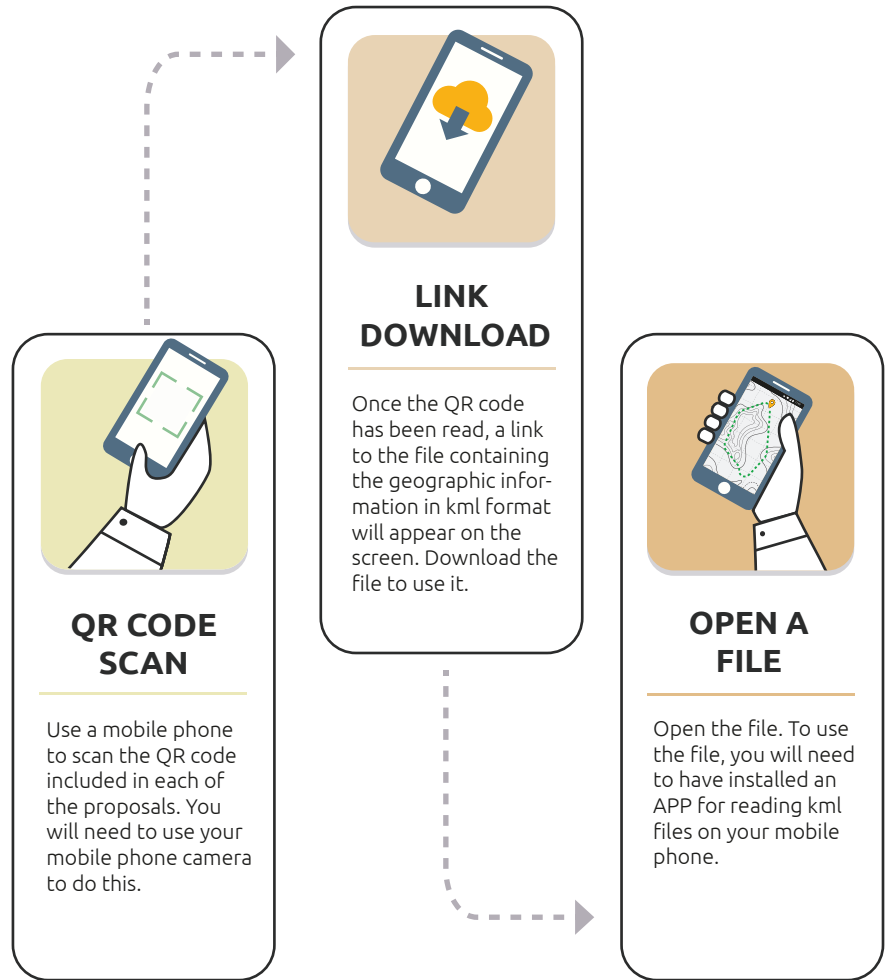 QR CODE
SCAN
Use a mobile phone
to scan the QR code
included in each of
the proposals. You
will need to use your
mobile phone camera
to do this.
LINK
DOWNLOAD
Once the QR code
has been read, a link
to the file containing
the geographic infor-
mation in kml format
will appear on the
screen. Download the
file to use it.
OPEN A
FILE
Open the file. To use
the file, you will need
to have installed an
APP for reading kml
files on your mobile
phone.